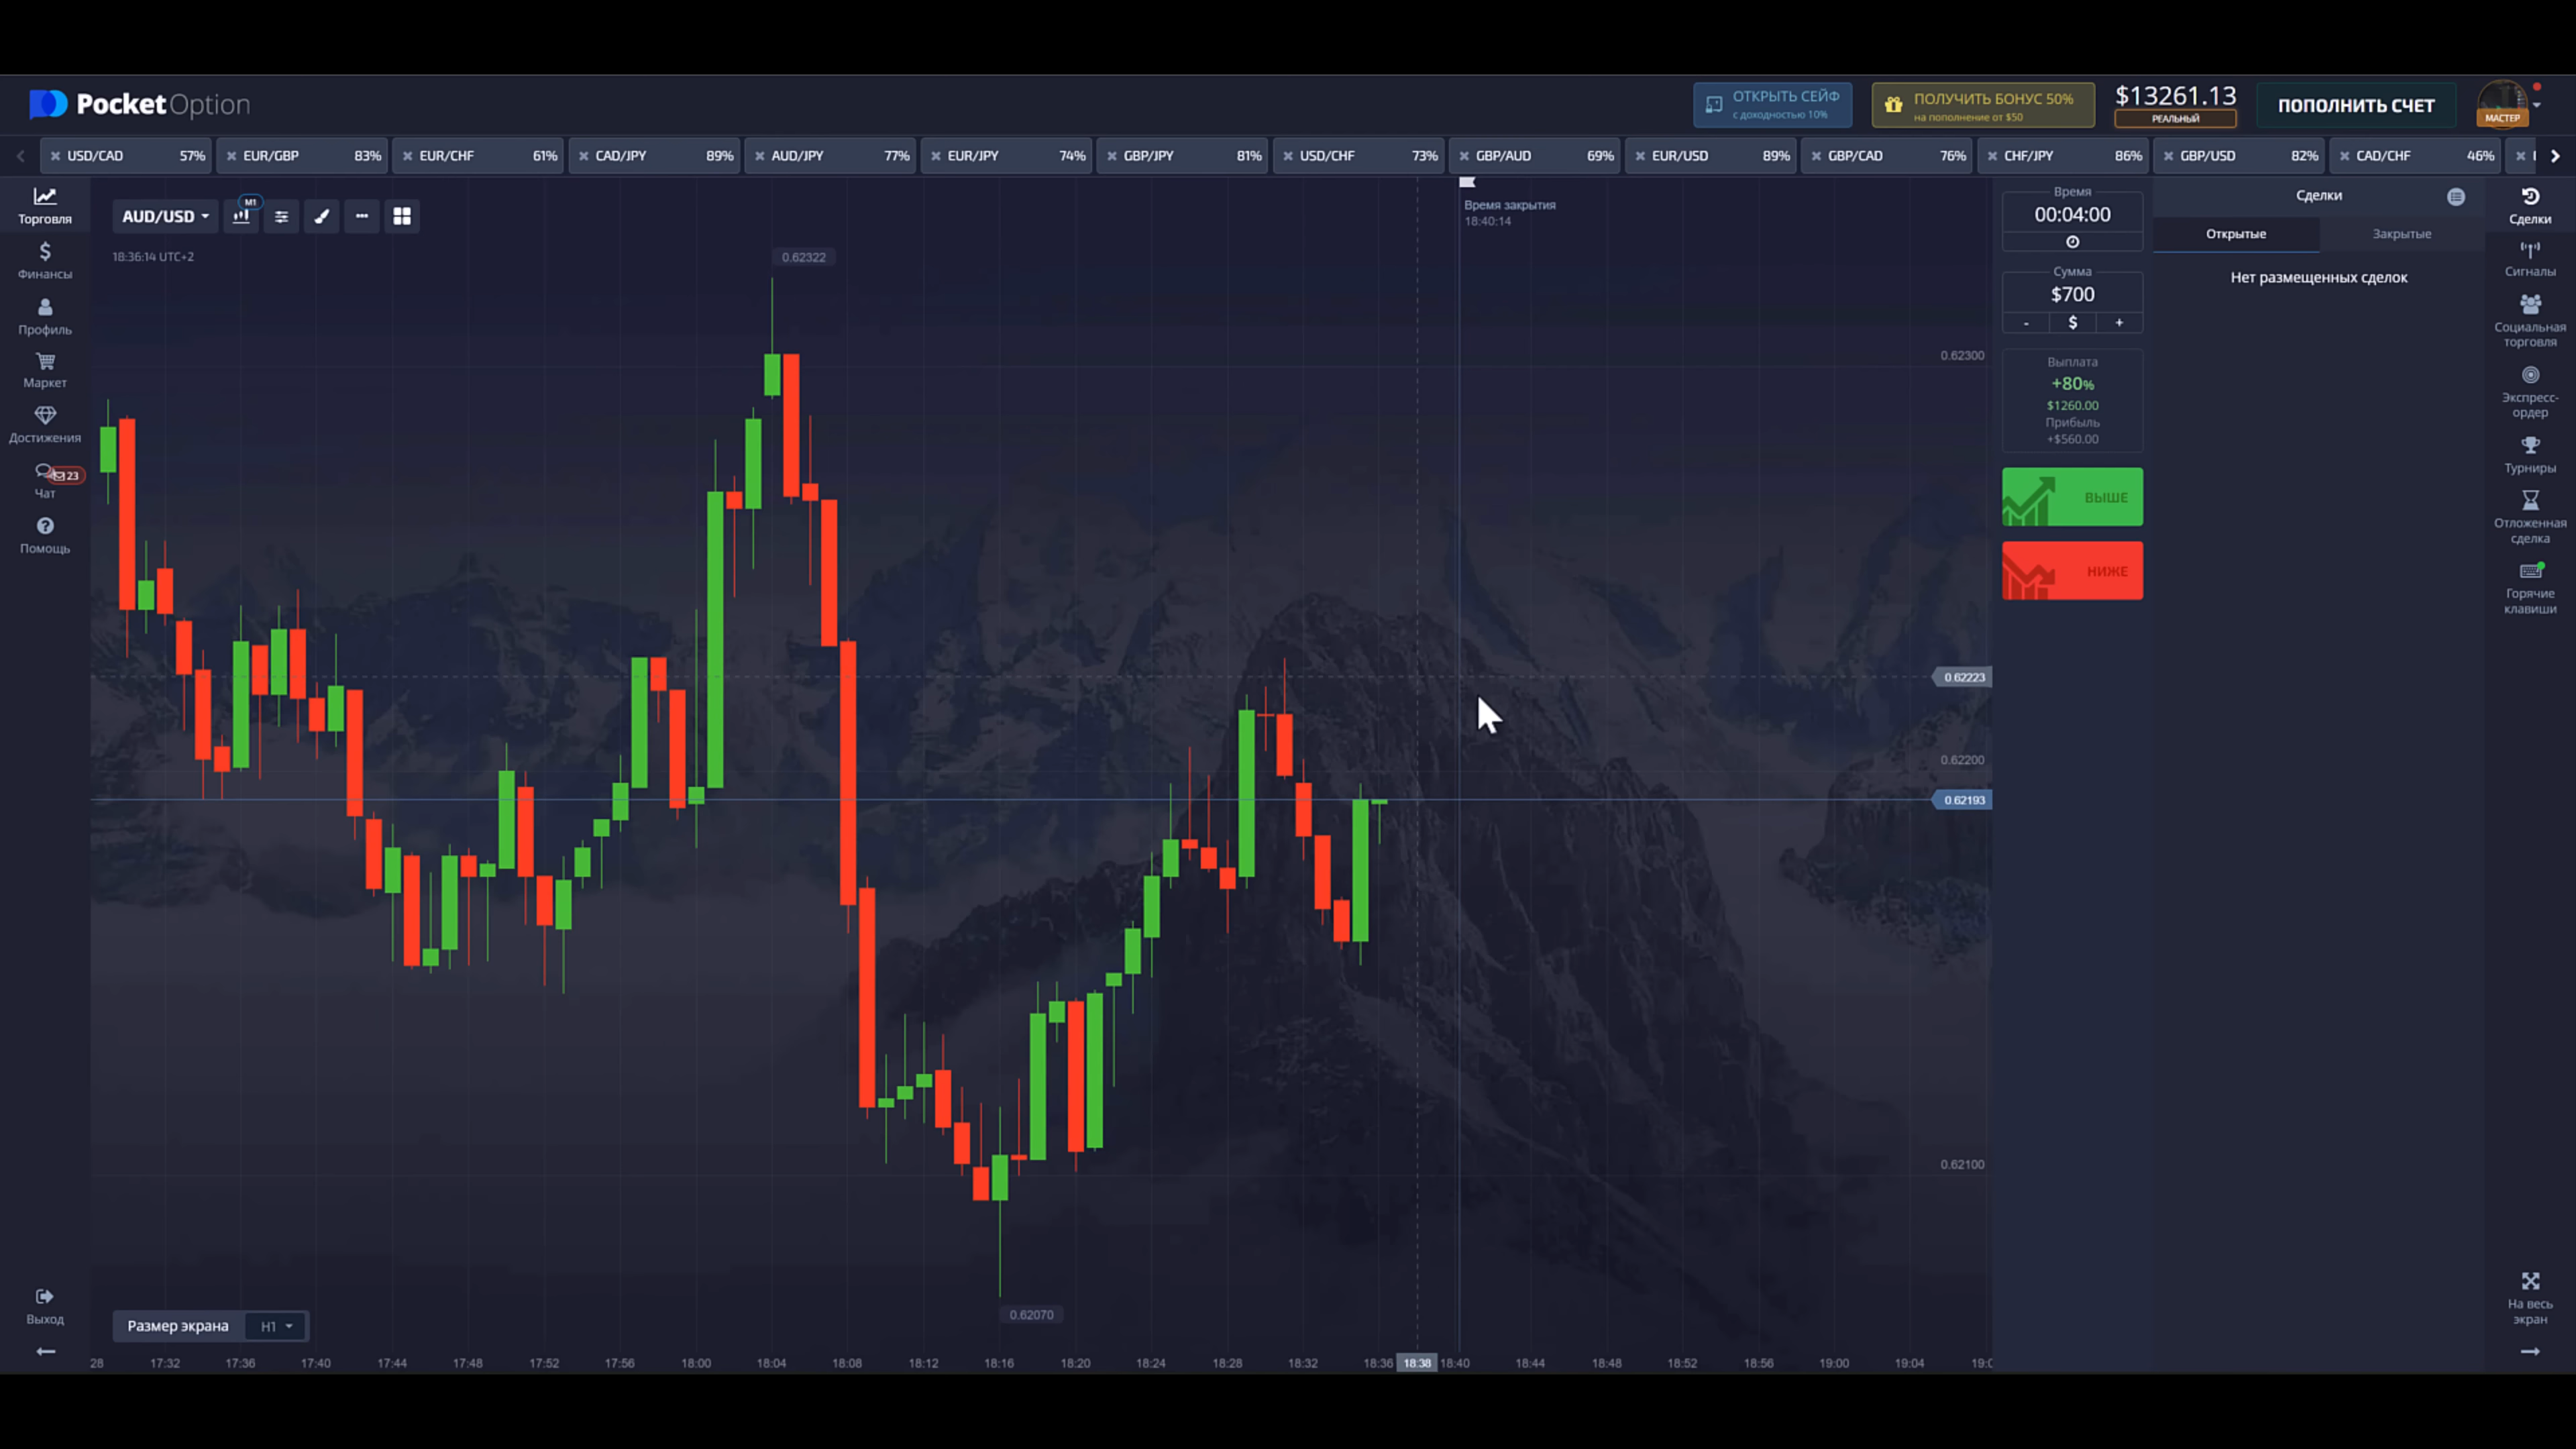 PocketOption
ОТКРЫТЬ СЕЙФ
с доходностью 10%
ПОЛУЧИТЬ БОНУС 50%
на пополнение от $50
$13261.13
РЕАЛЬНЫЙ
ПОПОЛНИТЬ СЧЕТ
МАСТЕР
USD/CAD 57%
EUR/GBP 83%
EUR/CHF 61%
CAD/JPY 89%
AUD/JPY 77%
EUR/JPY 74%
GBP/JPY 81%
USD/CHF 73%
GBP/AUD 69%
EUR/USD 89%
GBP/CAD 76%
CHF/JPY 86%
GBP/USD 82%
CAD/CHF 46%
Торговля
Финансы
Профиль
Маркет
Достижения
23
Чат
Помощь
Выход
AUD/USD
M1
18:36:14 UTC+2
0.62322
Время закрытия
18:40:14
0.62300
0.62223
0.62200
0.62193
0.62100
0.62070
Размер экрана H1
28 17:32 17:36 17:40 17:44 17:48 17:52 17:56 18:00 18:04 18:08 18:12 18:16 18:20 18:24 18:28 18:32 18:36 18:38 18:40 18:44 18:48 18:52 18:56 19:00 19:04
Время
00:04:00
Сумма
$700
- $ +
Выплата
+80%
$1260.00
Прибыль
+$560.00
ВЫШЕ
НИЖЕ
Сделки
Открытые Закрытые
Нет размещенных сделок
Сделки
Сигналы
Социальная
торговля
Экспресс-
ордер
Турниры
Отложенная
сделка
Горячие
клавиши
На весь
экран